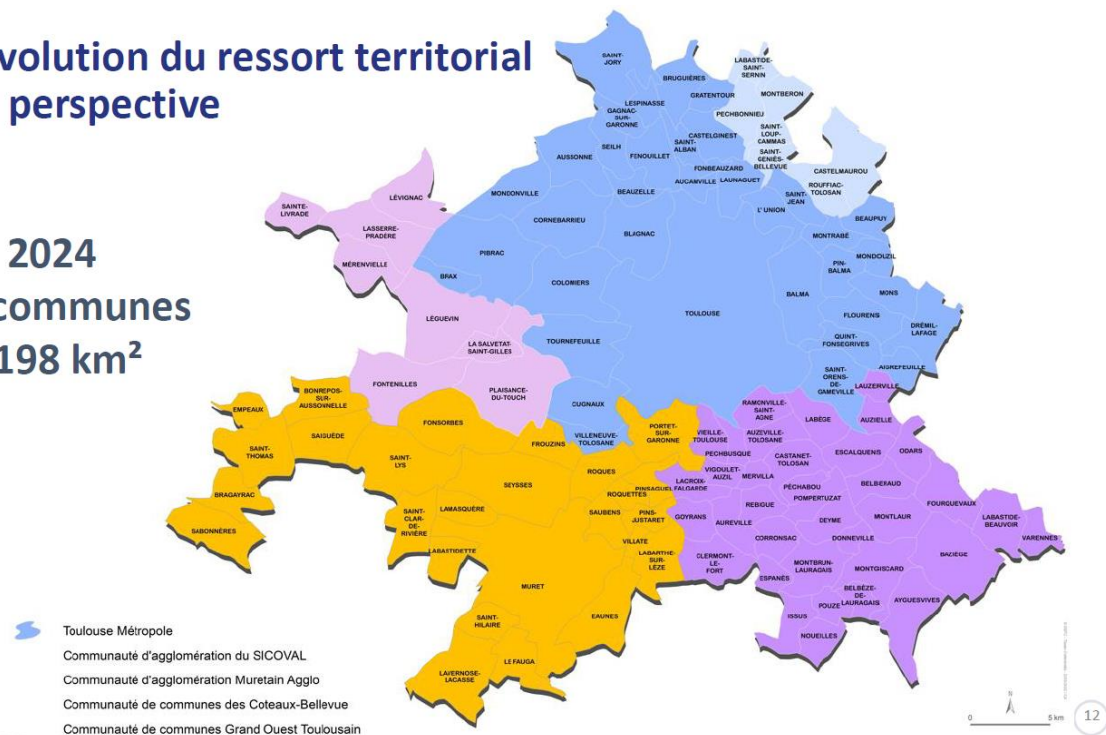 volution du ressort territorial
perspective
2024
communes
198 km²
SAINT-
JORY
BRUGUIÈRES
LABASTIDE-
SAINT-
SERNIN
GRATENTOUR
MONTBERON
LESPINASSE
GAGNAC-
SUR-
GARONNE
PECHBONNIEU
SAINT-
LOUP-
CAMMAS
CASTELGINEST
SAINT-
ALBAN
SEILH
FENOUILLET
SAINT-
GENIÈS-
BELLEVUE
AUSSONNE
FONBEAUZARD
CASTELMAUROU
AUCAMVILLE
LAUNAGUET
ROUFFIAC-
TOLOSAN
MONDONVILLE
BEAUZELLE
SAINT-
JEAN
LÉVIGNAC
SAINTE-
LIVRADE
L' UNION
BEAUPUY
CORNEBARRIEU
LASSERRE-
PRADÈRE
BLAGNAC
MONTRABÉ
PIBRAC
MONDOUZIL
PIN-
BALMA
MÉRENVIELLE
BRAX
COLOMIERS
BALMA
MONS
TOULOUSE
FLOURENS
LÉGUEVIN
DRÉMIL-
LAFAGE
LA SALVETAT-
SAINT-GILLES
TOURNEFEUILLE
QUINT-
FONSEGRIVES
AIGREFEUILLE
SAINT-
ORENS-
DE-
GAMEVILLE
FONTENILLES
LAUZERVILLE
PLAISANCE-
DU-TOUCH
BONREPOS-
SUR-
AUSSONNELLE
CUGNAUX
RAMONVILLE-
SAINT-
AGNE
EMPEAUX
LABÈGE
AUZIELLE
FONSORBES
PORTET-
SUR-
GARONNE
SAIGUÈDE
VILLENEUVE-
TOLOSANE
VIEILLE-
TOULOUSE
AUZEVILLE-
TOLOSANE
FROUZINS
SAINT-
THOMAS
PECHBUSQUE
ESCALQUENS
ODARS
SAINT-
LYS
CASTANET-
TOLOSAN
ROQUES
VIGOULET-
AUZIL
MERVILLA
SEYSSES
LACROIX-
FALGARDE
PINSAGUEL
BELBERAUD
PÉCHABOU
ROQUETTES
BRAGAYRAC
POMPERTUZAT
FOURQUEVAUX
REBIGUE
LAMASQUÈRE
SAUBENS
PINS-
JUSTARET
GOYRANS
MONTLAUR
LABASTIDE-
BEAUVOIR
SAINT-
CLAR-
DE-
RIVIÈRE
AUREVILLE
DEYME
SABONNÈRES
CORRONSAC
DONNEVILLE
VARENNES
VILLATE
LABASTIDETTE
LABARTHE-
SUR-
LÈZE
BAZIÈGE
CLERMONT-
LE-
FORT
MONTBRUN-
LAURAGAIS
MONTGISCARD
ESPANÈS
MURET
BELBÈZE-
DE-
LAURAGAIS
AYGUESVIVES
POUZE
ISSUS
EAUNES
SAINT-
HILAIRE
NOUEILLES
LE FAUGA
LAVERNOSE-
LACASSE
Toulouse Métropole
Communauté d'agglomération du SICOVAL
Communauté d'agglomération Muretain Agglo
Communauté de communes des Coteaux-Bellevue
Communauté de communes Grand Ouest Toulousain
N
0 5 km
12